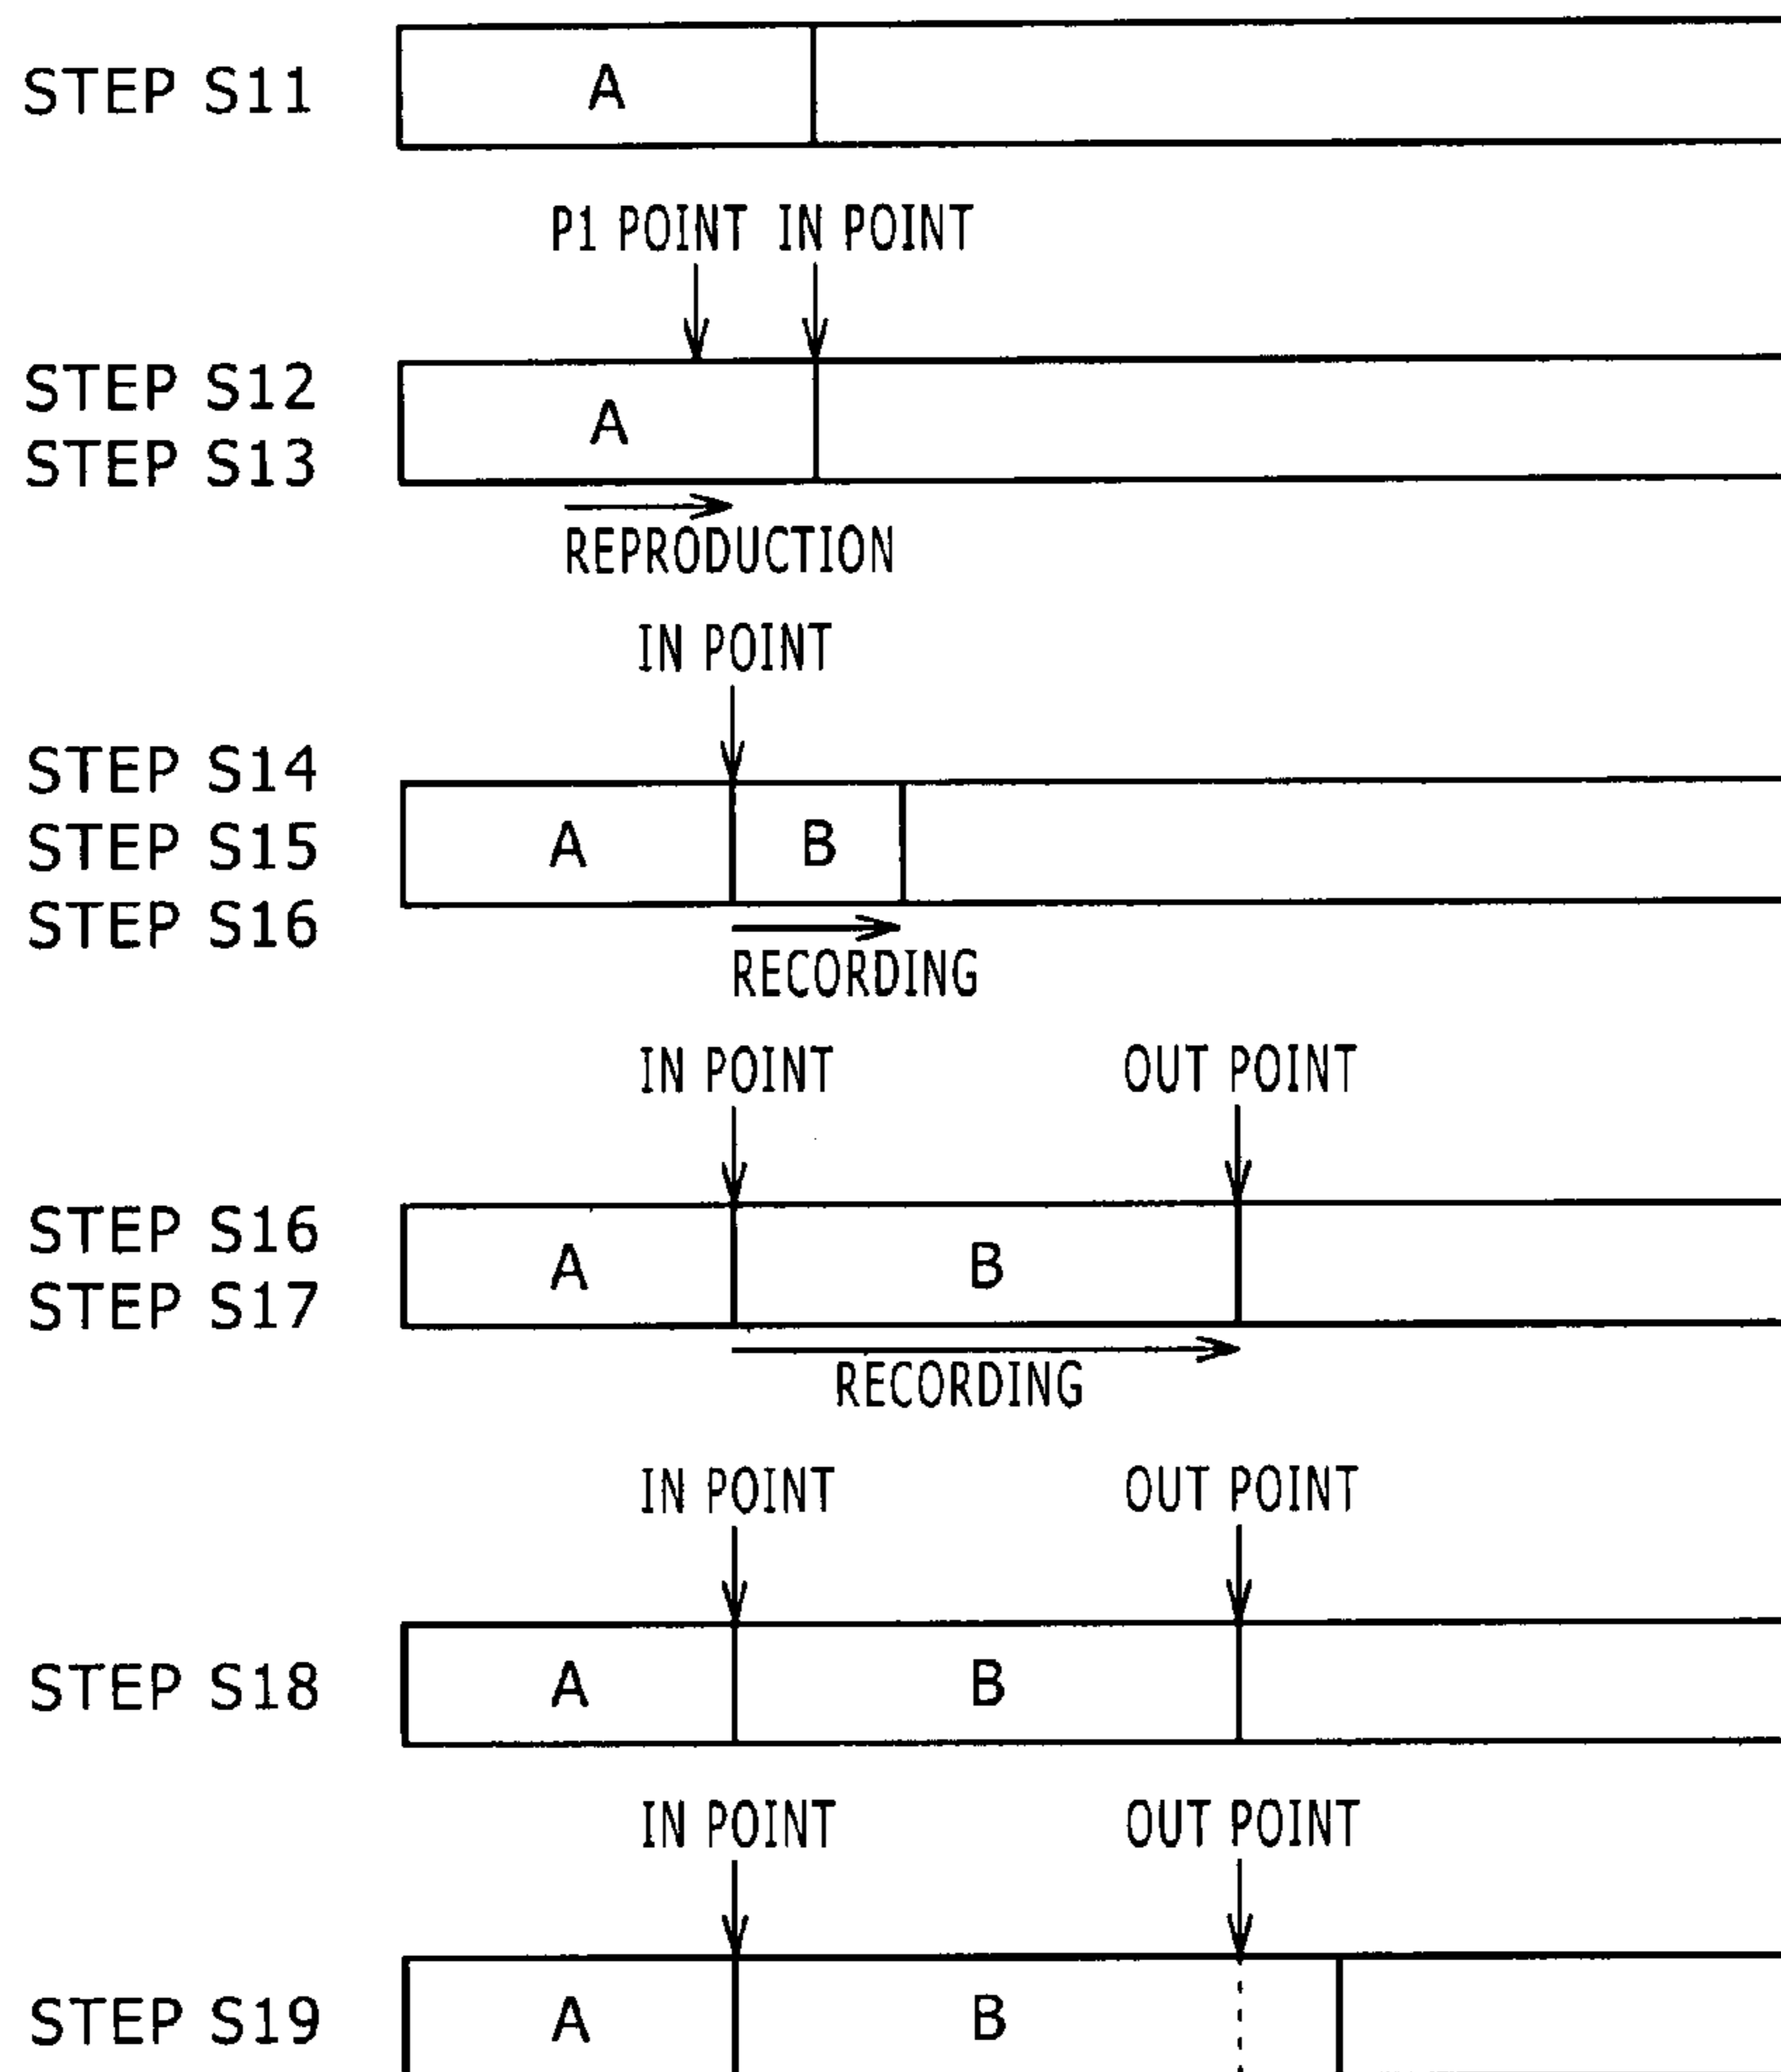 STEP S11
A
P1 POINT IN POINT
STEP S12
STEP S13
A
REPRODUCTION
IN POINT
STEP S14
STEP S15
STEP S16
A B
RECORDING
IN POINT OUT POINT
STEP S16
STEP S17
A B
RECORDING
IN POINT OUT POINT
STEP S18
A B
IN POINT OUT POINT
STEP S19
A B